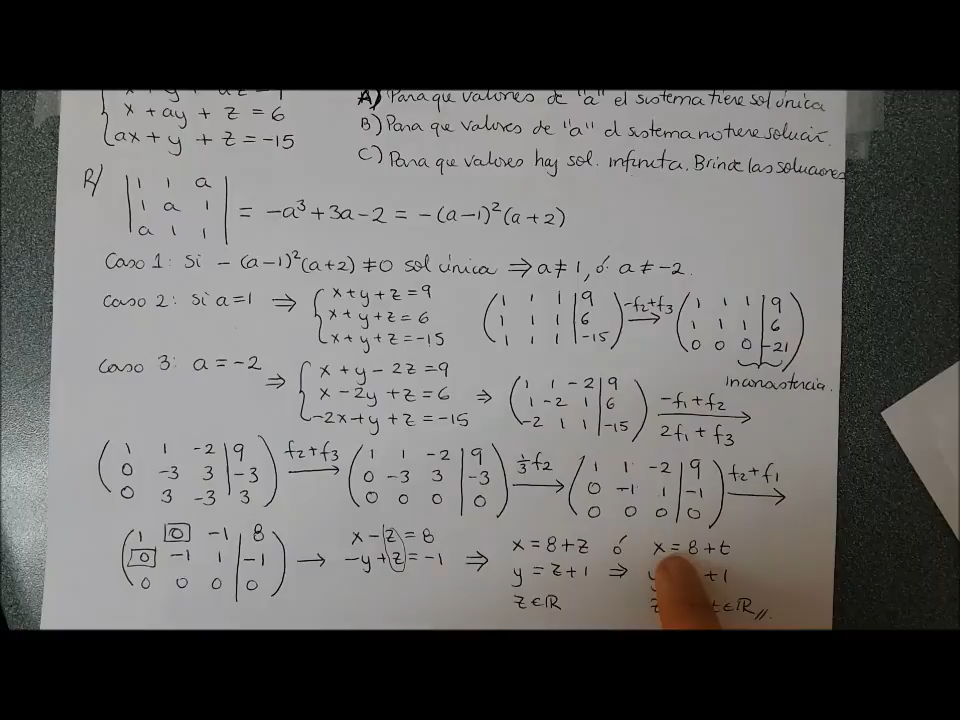 x + ay + z = 6
ax + y + z = -15
A) Para que valores de "a" el sistema tiene sol única
B) Para que valores de "a" el sistema no tiene solución.
C) Para que valores hay sol. infinita. Brinde las soluciones
R/ | 1 1 a | = -a³ + 3a - 2 = -(a-1)²(a+2)
| 1 a 1 |
| a 1 1 |
Caso 1: Si -(a-1)²(a+2) ≠ 0 sol única ⇒ a ≠ 1, ó a ≠ -2.
Caso 2: Si a = 1 ⇒ { x + y + z = 9
x + y + z = 6
x + y + z = -15
( 1 1 1 | 9 ) -f2+f3 → ( 1 1 1 | 9 )
( 1 1 1 | 6 ) ( 1 1 1 | 6 )
( 1 1 1 | -15 ) ( 0 0 0 | -21 )
inconsistencia.
Caso 3: a = -2 ⇒ { x + y - 2z = 9
x - 2y + z = 6
-2x + y + z = -15
⇒ ( 1 1 -2 | 9 ) -f1+f2
( 1 -2 1 | 6 ) →
( -2 1 1 | -15 ) 2f1+f3
( 1 1 -2 | 9 ) f2+f3 → ( 1 1 -2 | 9 ) ⅓f2 → ( 1 1 -2 | 9 ) f2+f1 →
( 0 -3 3 | -3 ) ( 0 -3 3 | -3 ) ( 0 -1 1 | -1 )
( 0 3 -3 | 3 ) ( 0 0 0 | 0 ) ( 0 0 0 | 0 )
( 1 0 -1 | 8 ) → x - z = 8 ⇒ x = 8 + z ó x = 8 + t
( 0 -1 1 | -1 ) -y + z = -1 y = z + 1 ⇒ +1
( 0 0 0 | 0 ) z ∈ ℝ z t ∈ ℝ //